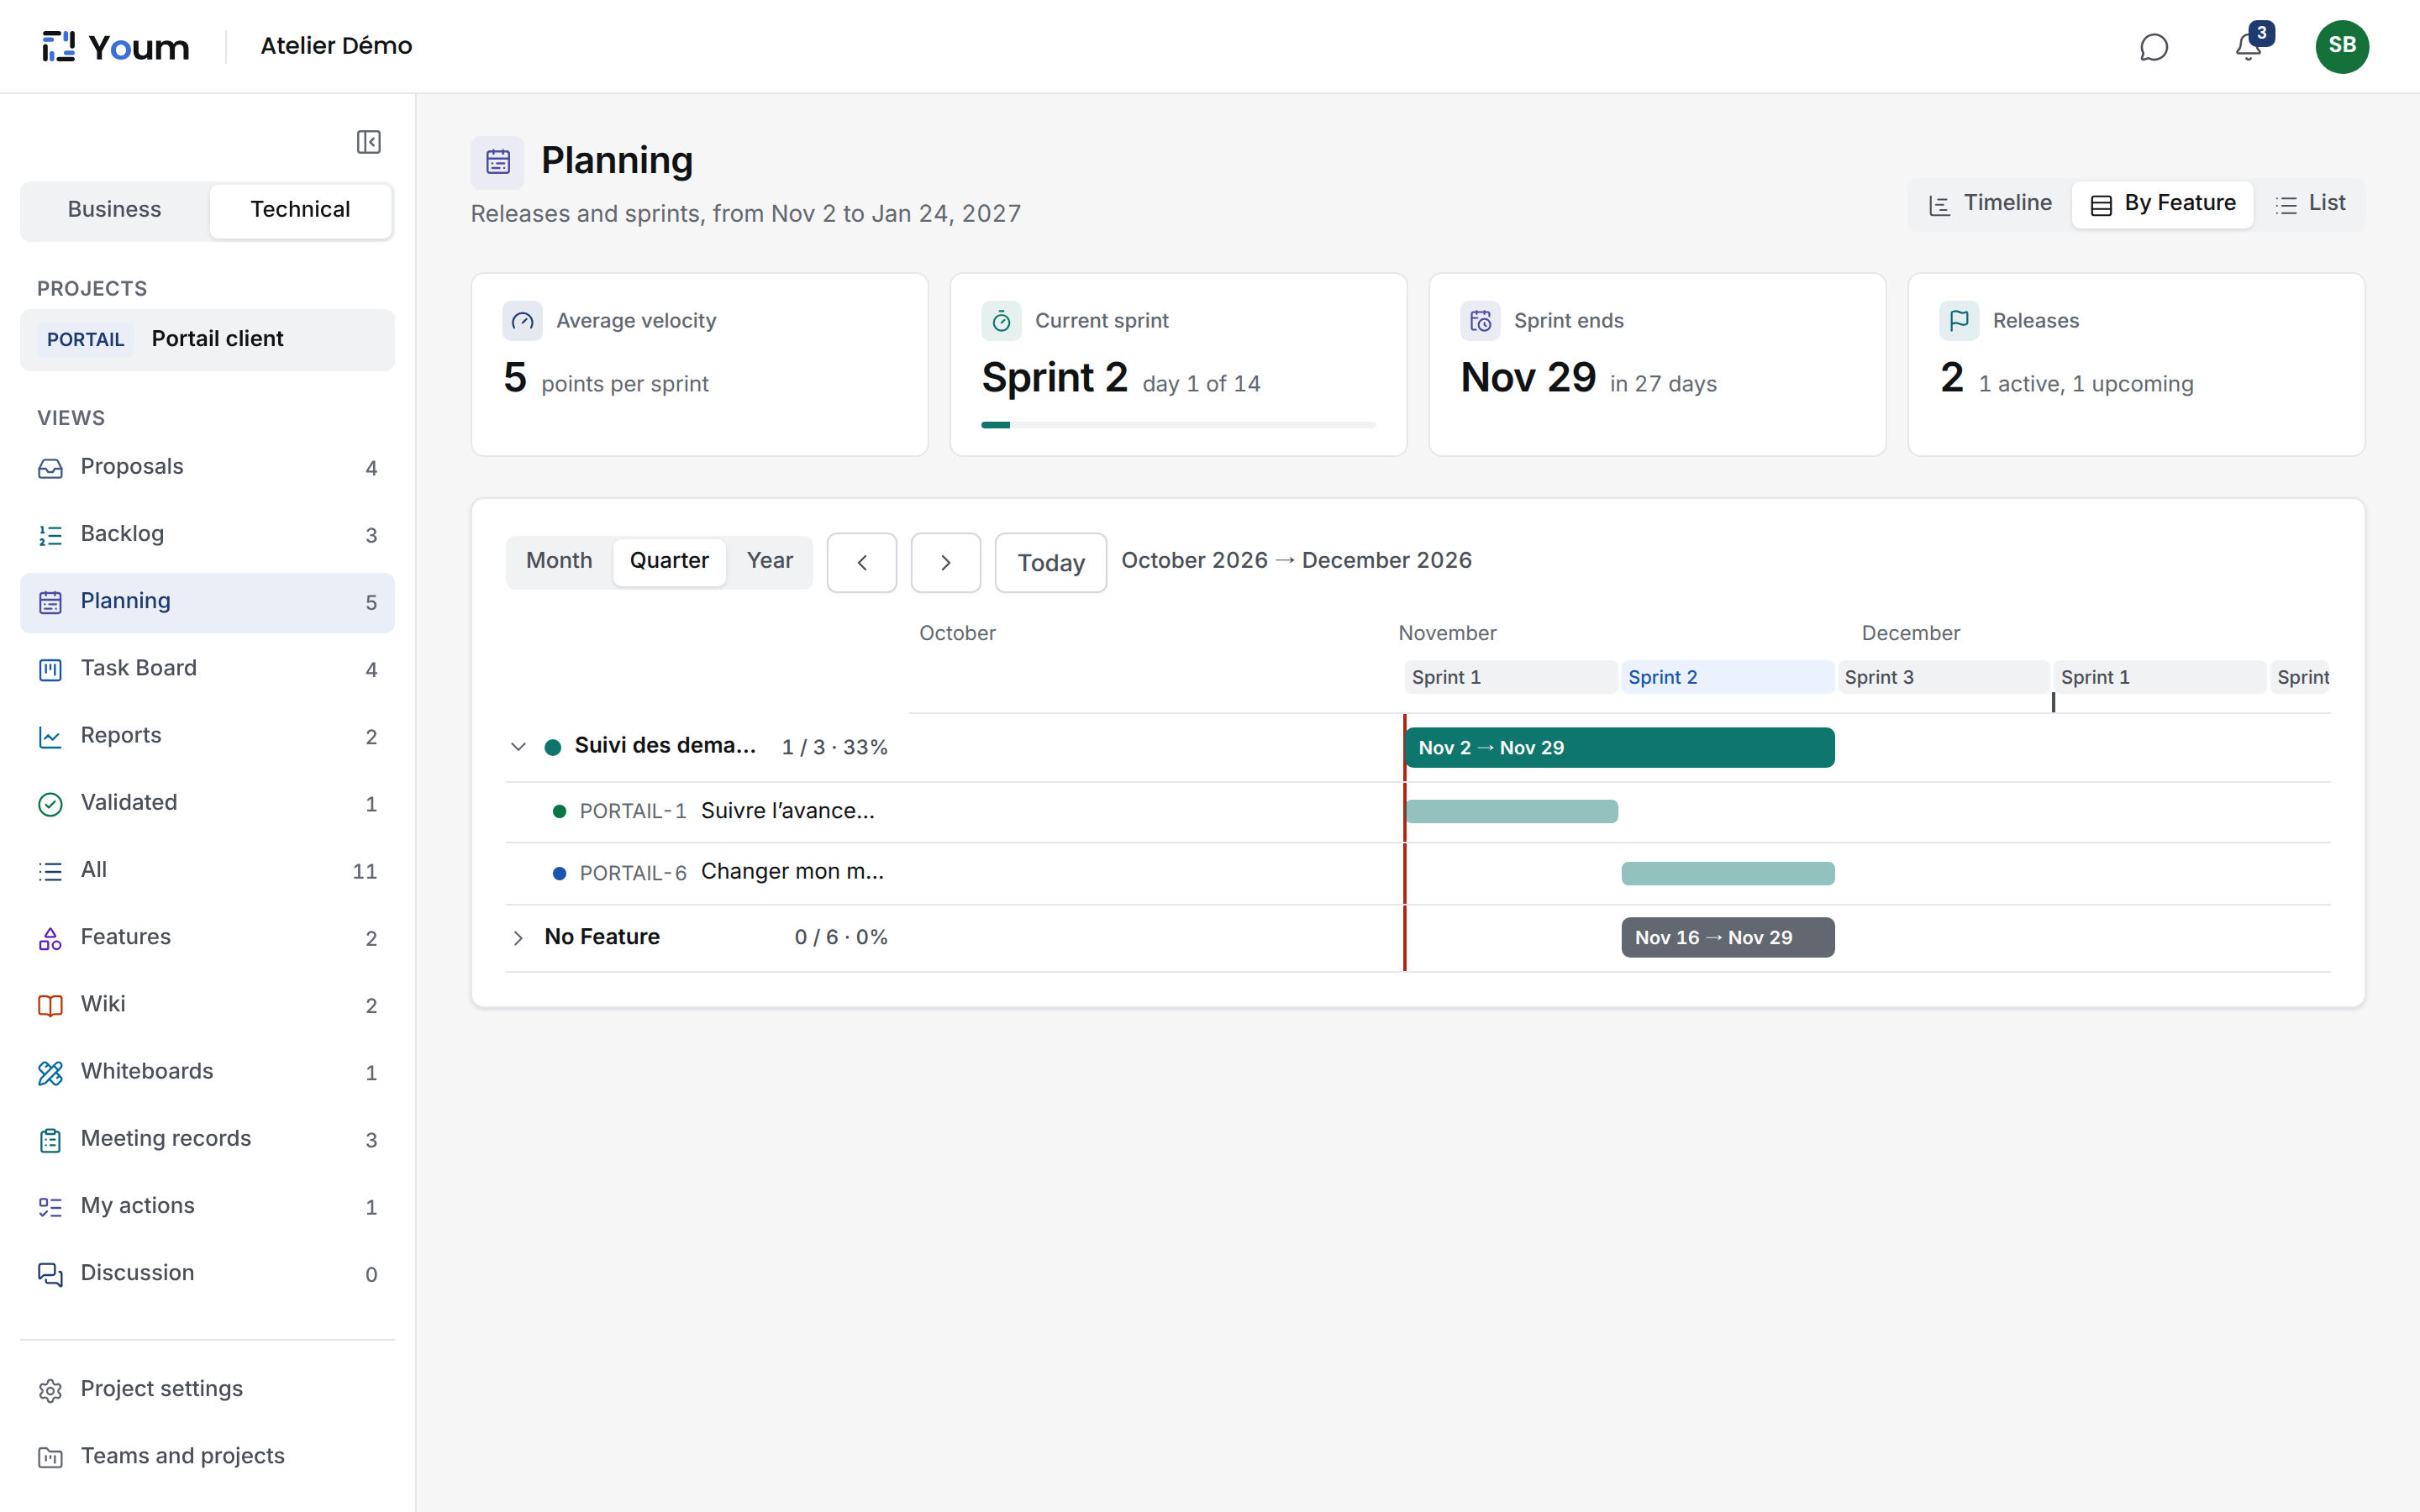 Youm
Atelier Démo
3
SB
Business
Technical
PROJECTS
PORTAIL Portail client
VIEWS
Proposals 4
Backlog 3
Planning 5
Task Board 4
Reports 2
Validated 1
All 11
Features 2
Wiki 2
Whiteboards 1
Meeting records 3
My actions 1
Discussion 0
Project settings
Teams and projects
Planning
Releases and sprints, from Nov 2 to Jan 24, 2027
Timeline
By Feature
List
Average velocity
5 points per sprint
Current sprint
Sprint 2 day 1 of 14
Sprint ends
Nov 29 in 27 days
Releases
2 1 active, 1 upcoming
Month
Quarter
Year
Today
October 2026 → December 2026
October
November
December
Sprint 1
Sprint 2
Sprint 3
Sprint 1
Sprint
Suivi des dema... 1 / 3 · 33%
Nov 2 → Nov 29
PORTAIL-1 Suivre l’avance...
PORTAIL-6 Changer mon m...
No Feature 0 / 6 · 0%
Nov 16 → Nov 29